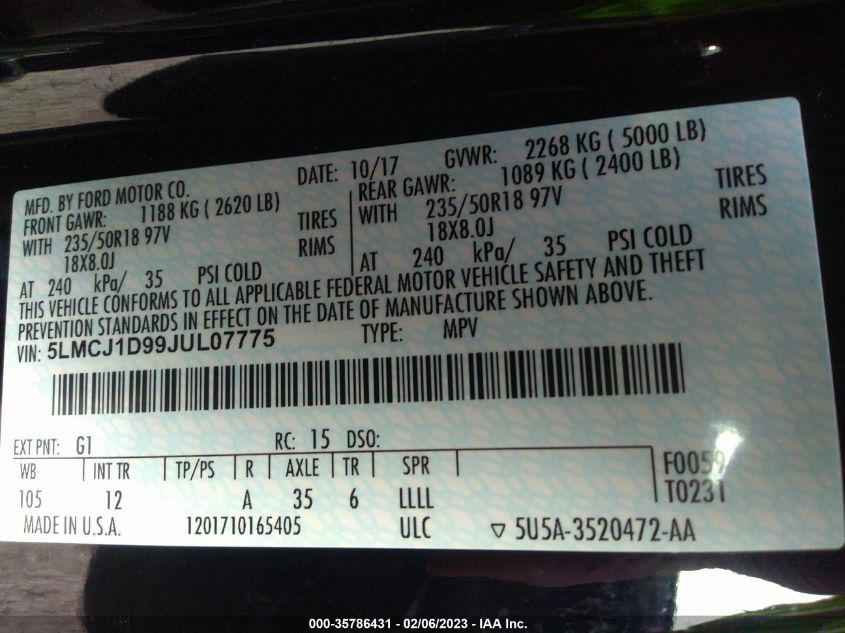 MFD. BY FORD MOTOR CO. DATE: 10/17 GVWR: 2268 KG ( 5000 LB)
FRONT GAWR: 1188 KG ( 2620 LB) REAR GAWR: 1089 KG ( 2400 LB)
WITH 235/50R18 97V TIRES WITH 235/50R18 97V TIRES
18X8.0J RIMS 18X8.0J RIMS
AT 240 kPa/ 35 PSI COLD AT 240 kPa/ 35 PSI COLD
THIS VEHICLE CONFORMS TO ALL APPLICABLE FEDERAL MOTOR VEHICLE SAFETY AND THEFT
PREVENTION STANDARDS IN EFFECT ON THE DATE OF MANUFACTURE SHOWN ABOVE.
VIN: 5LMCJ1D99JUL07775 TYPE: MPV
EXT PNT: G1 RC: 15 DSO:
WB INT TR TP/PS R AXLE TR SPR F0059
105 12 A 35 6 LLLL T0231
MADE IN U.S.A. 1201710165405 ULC ▽ 5U5A-3520472-AA
000-35786431 - 02/06/2023 - IAA Inc.